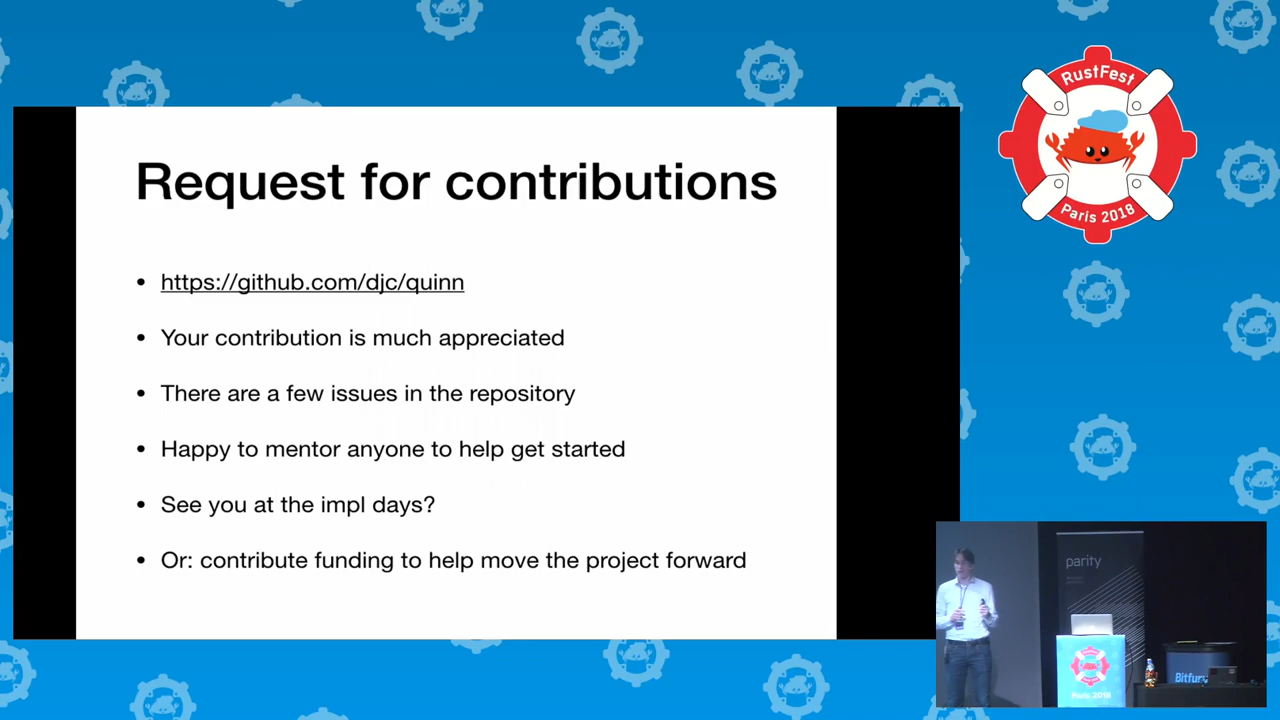 Request for contributions
• https://github.com/djc/quinn
• Your contribution is much appreciated
• There are a few issues in the repository
• Happy to mentor anyone to help get started
• See you at the impl days?
• Or: contribute funding to help move the project forward
RustFest
Paris 2018
parity
Paris 2018
Bitfury